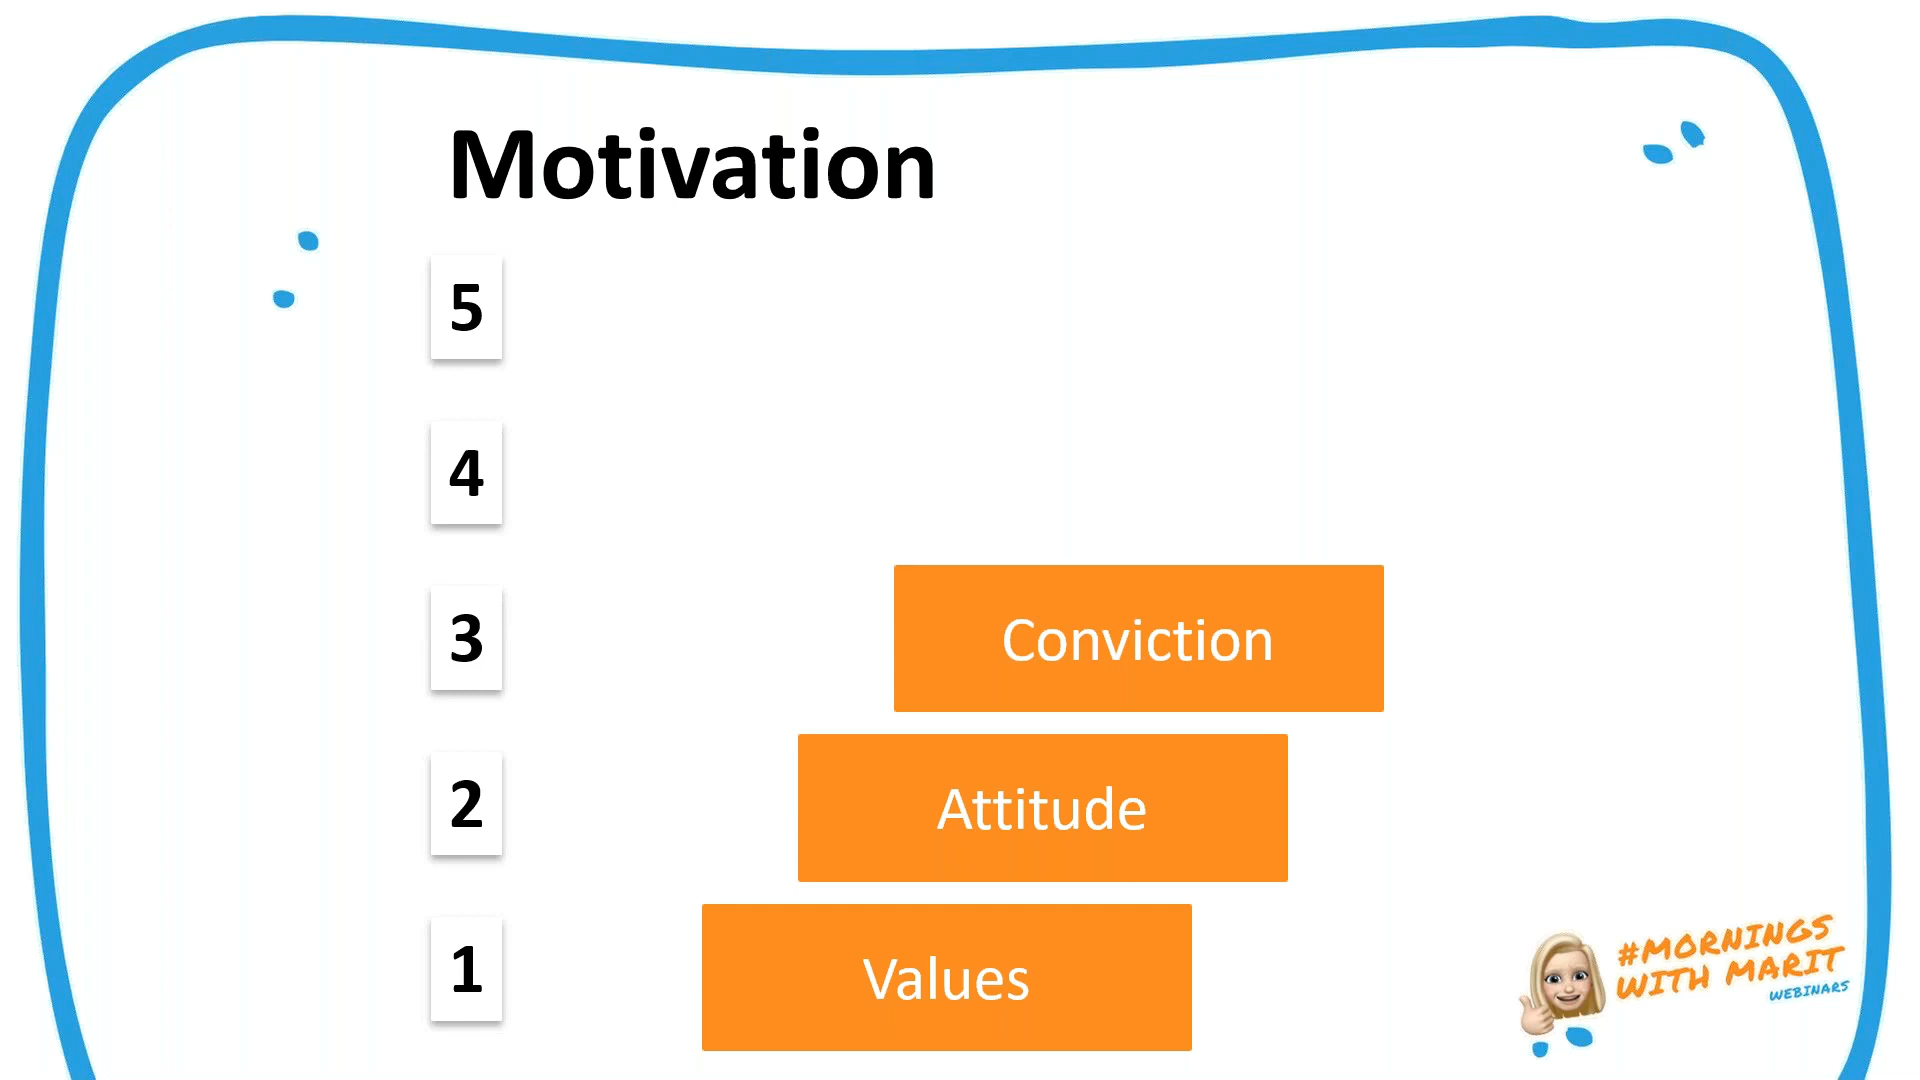 Motivation
5
4
3 Conviction
2 Attitude
1 Values
#MORNINGS
WITH MARIT
WEBINARS